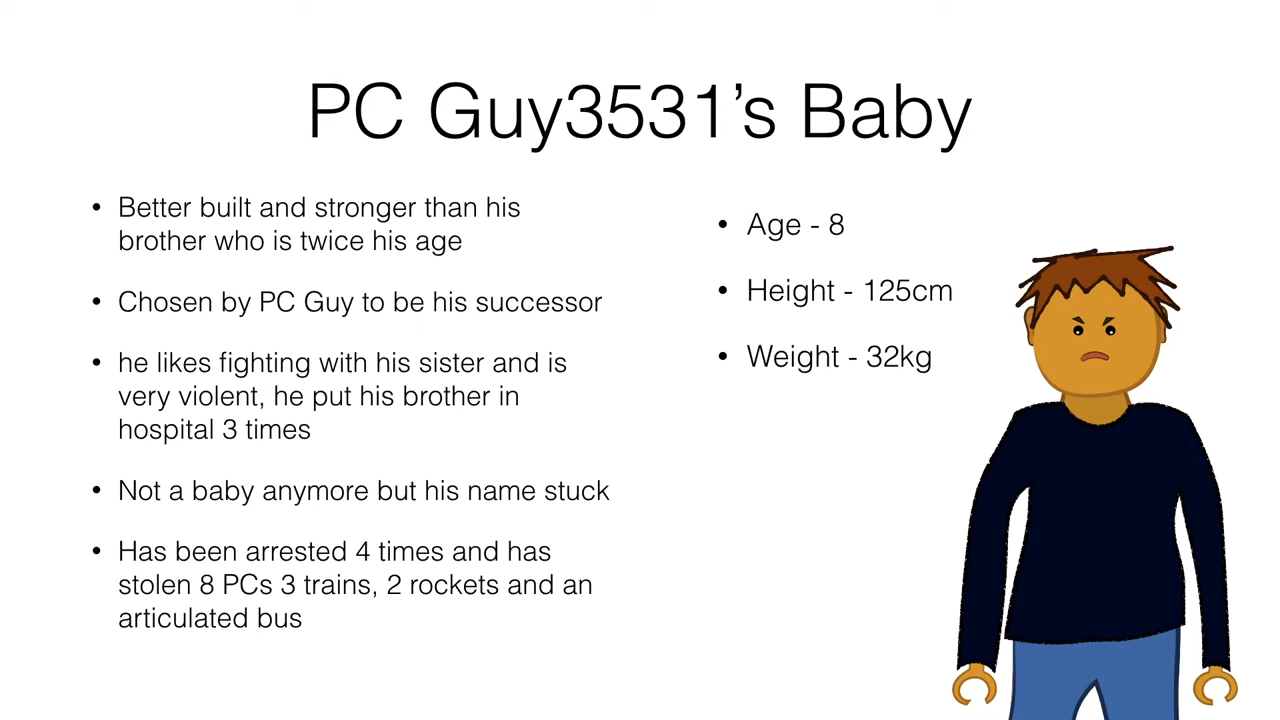 PC Guy3531’s Baby
• Better built and stronger than his
brother who is twice his age
• Chosen by PC Guy to be his successor
• he likes fighting with his sister and is
very violent, he put his brother in
hospital 3 times
• Not a baby anymore but his name stuck
• Has been arrested 4 times and has
stolen 8 PCs 3 trains, 2 rockets and an
articulated bus
• Age - 8
• Height - 125cm
• Weight - 32kg